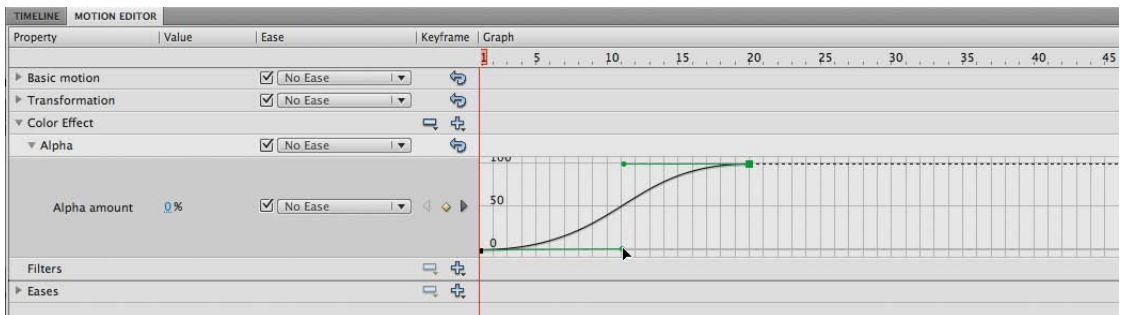 TIMELINE MOTION EDITOR
Property Value Ease Keyframe Graph
1 5 10 15 20 25 30 35 40 45
Basic motion No Ease
Transformation No Ease
Color Effect
Alpha No Ease
100
50
Alpha amount 0 % No Ease
0
Filters
Eases